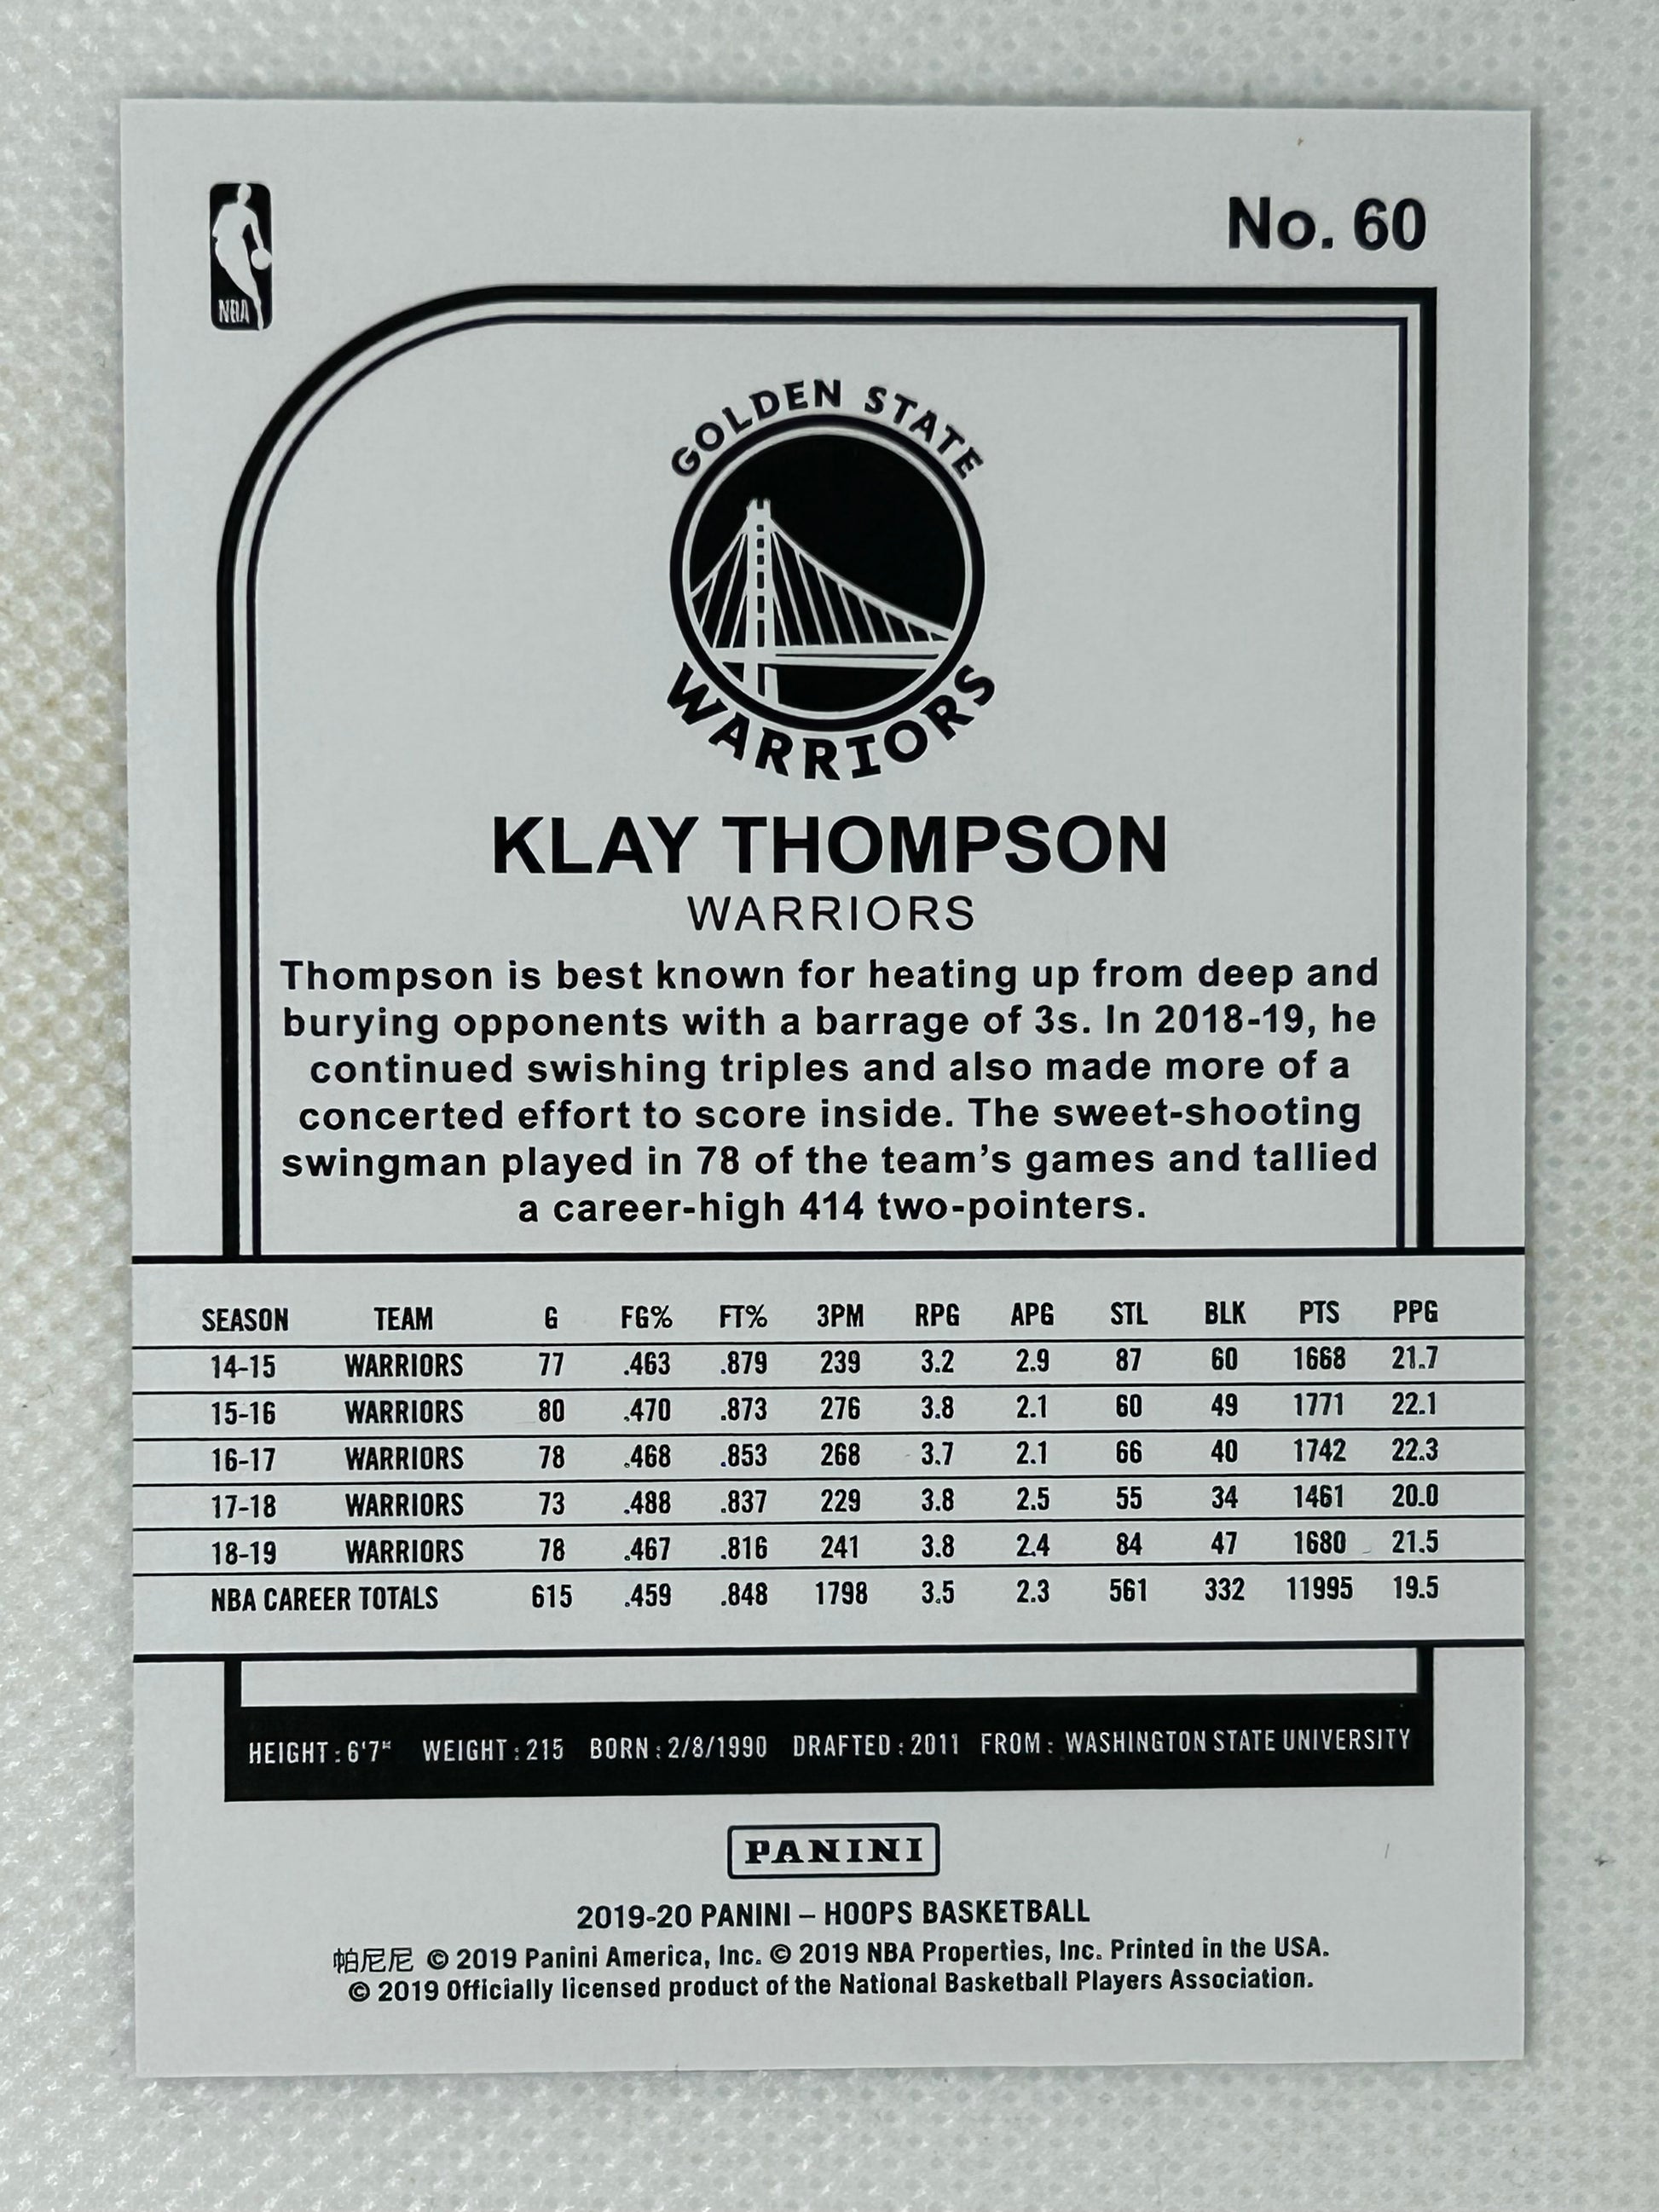 NBA
No. 60
GOLDEN STATE
WARRIORS
KLAY THOMPSON
WARRIORS
Thompson is best known for heating up from deep and
burying opponents with a barrage of 3s. In 2018-19, he
continued swishing triples and also made more of a
concerted effort to score inside. The sweet-shooting
swingman played in 78 of the team's games and tallied
a career-high 414 two-pointers.
SEASON TEAM G FG% FT% 3PM RPG APG STL BLK PTS PPG
14-15 WARRIORS 77 .463 .879 239 3.2 2.9 87 60 1668 21.7
15-16 WARRIORS 80 .470 .873 276 3.8 2.1 60 49 1771 22.1
16-17 WARRIORS 78 .468 .853 268 3.7 2.1 66 40 1742 22.3
17-18 WARRIORS 73 .488 .837 229 3.8 2.5 55 34 1461 20.0
18-19 WARRIORS 78 .467 .816 241 3.8 2.4 84 47 1680 21.5
NBA CAREER TOTALS 615 .459 .848 1798 3.5 2.3 561 332 11995 19.5
HEIGHT: 6'7" WEIGHT: 215 BORN: 2/8/1990 DRAFTED: 2011 FROM: WASHINGTON STATE UNIVERSITY
PANINI
2019-20 PANINI – HOOPS BASKETBALL
帕尼尼 © 2019 Panini America, Inc. © 2019 NBA Properties, Inc. Printed in the USA.
© 2019 Officially licensed product of the National Basketball Players Association.